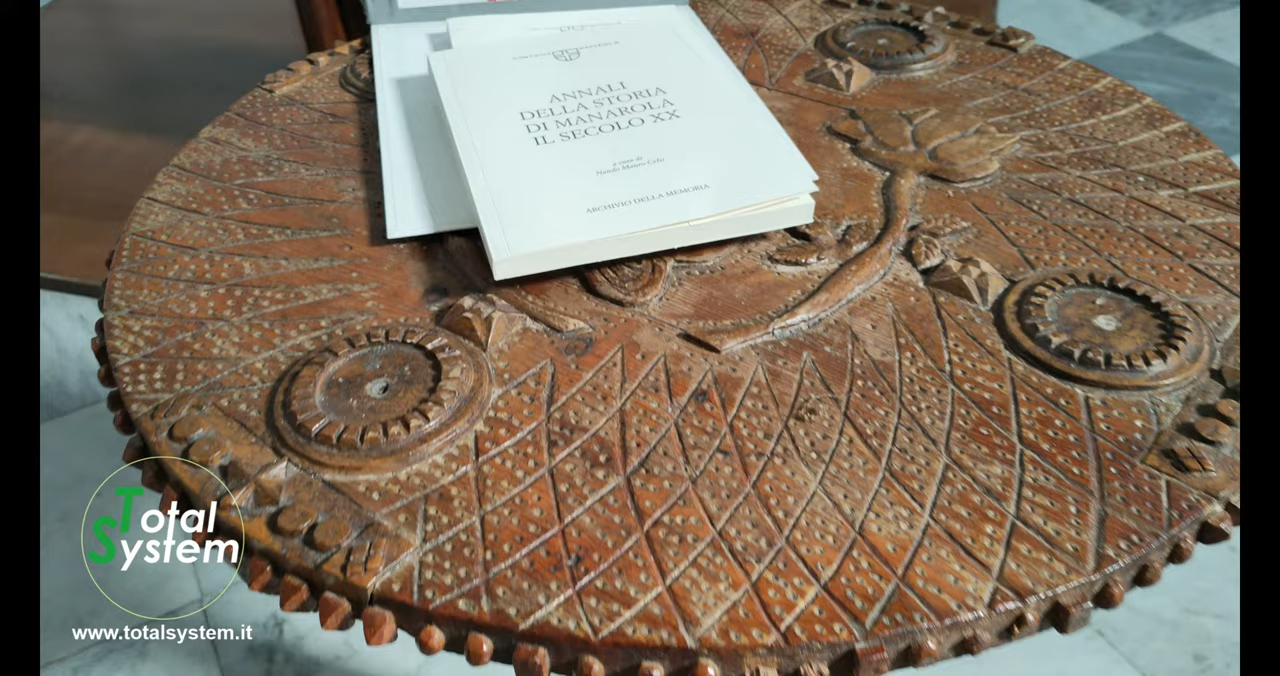 ANNALI
DELLA STORIA
DI MANAROLA
IL SECOLO XX
a cura di
ARCHIVIO DELLA MEMORIA
Total
System
www.totalsystem.it